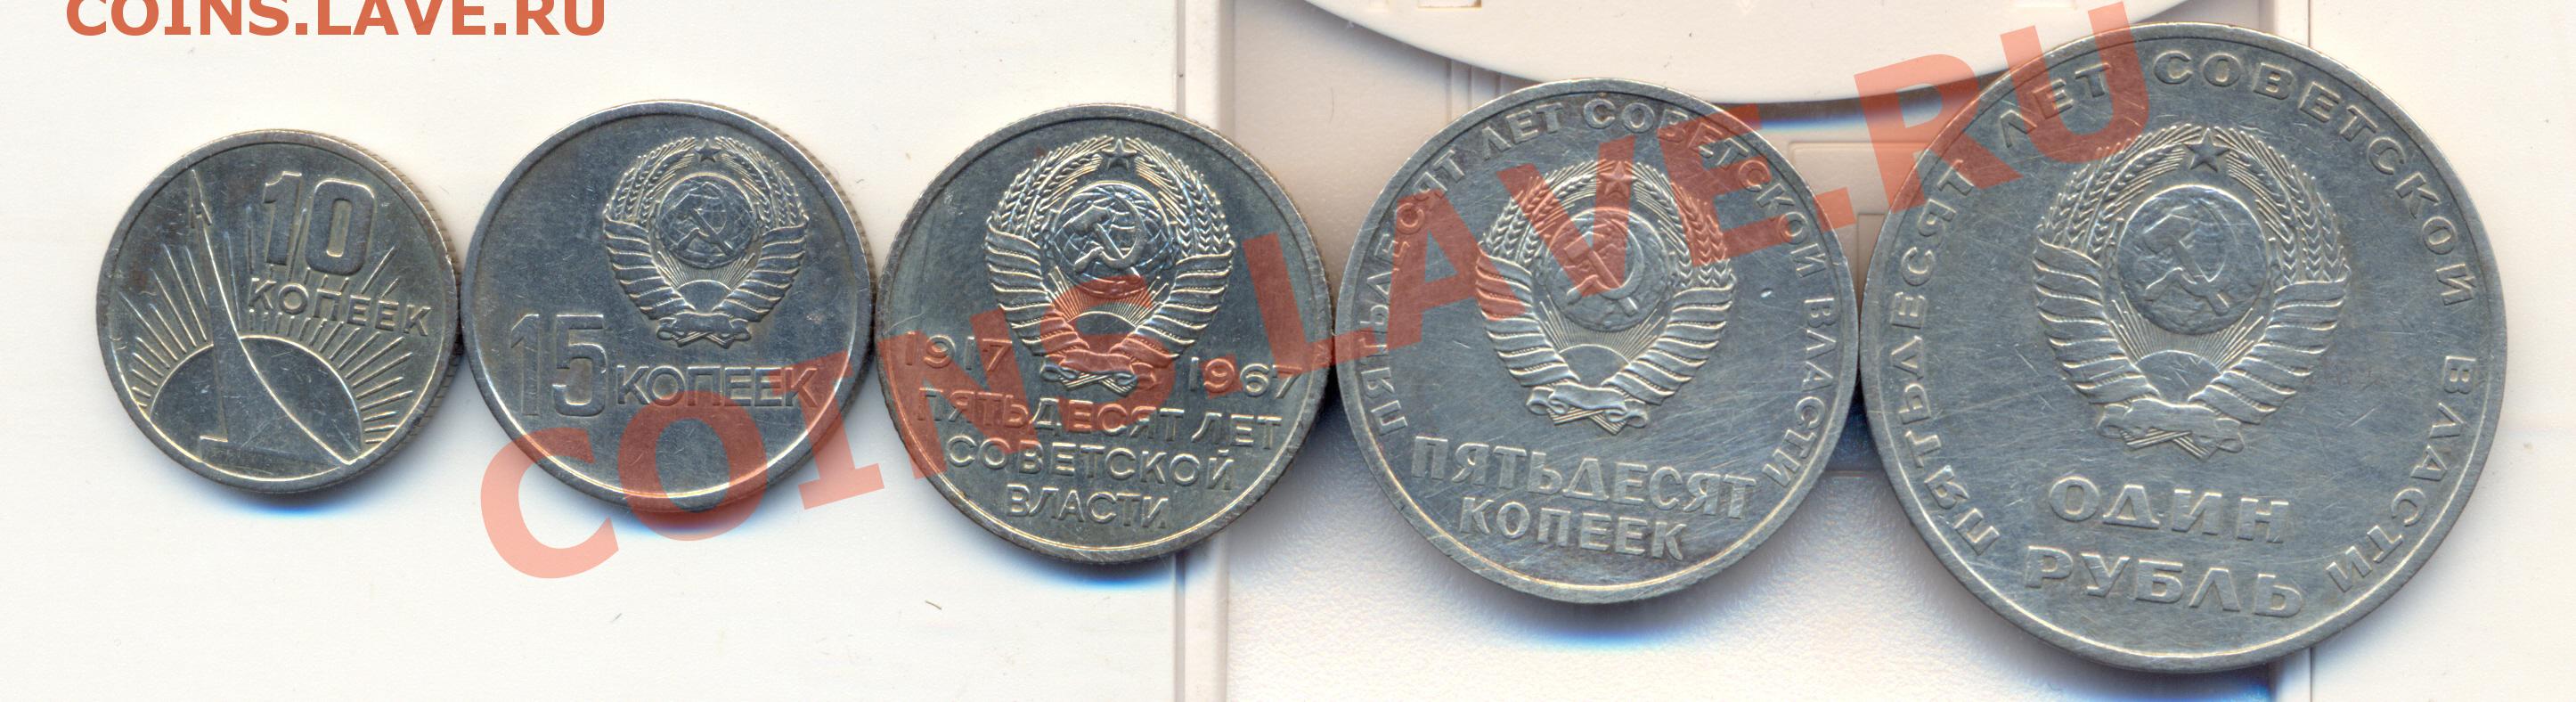 COINS.LAVE.RU
10
КОПЕЕК
15 КОПЕЕК
1917 1967
ПЯТЬДЕСЯТ ЛЕТ
СОВЕТСКОЙ
ВЛАСТИ
ПЯТЬДЕСЯТ ЛЕТ СОВЕТСКОЙ ВЛАСТИ
ПЯТЬДЕСЯТ
КОПЕЕК
ПЯТЬДЕСЯТ ЛЕТ СОВЕТСКОЙ ВЛАСТИ
ОДИН
РУБЛЬ
COINS.LAVE.RU